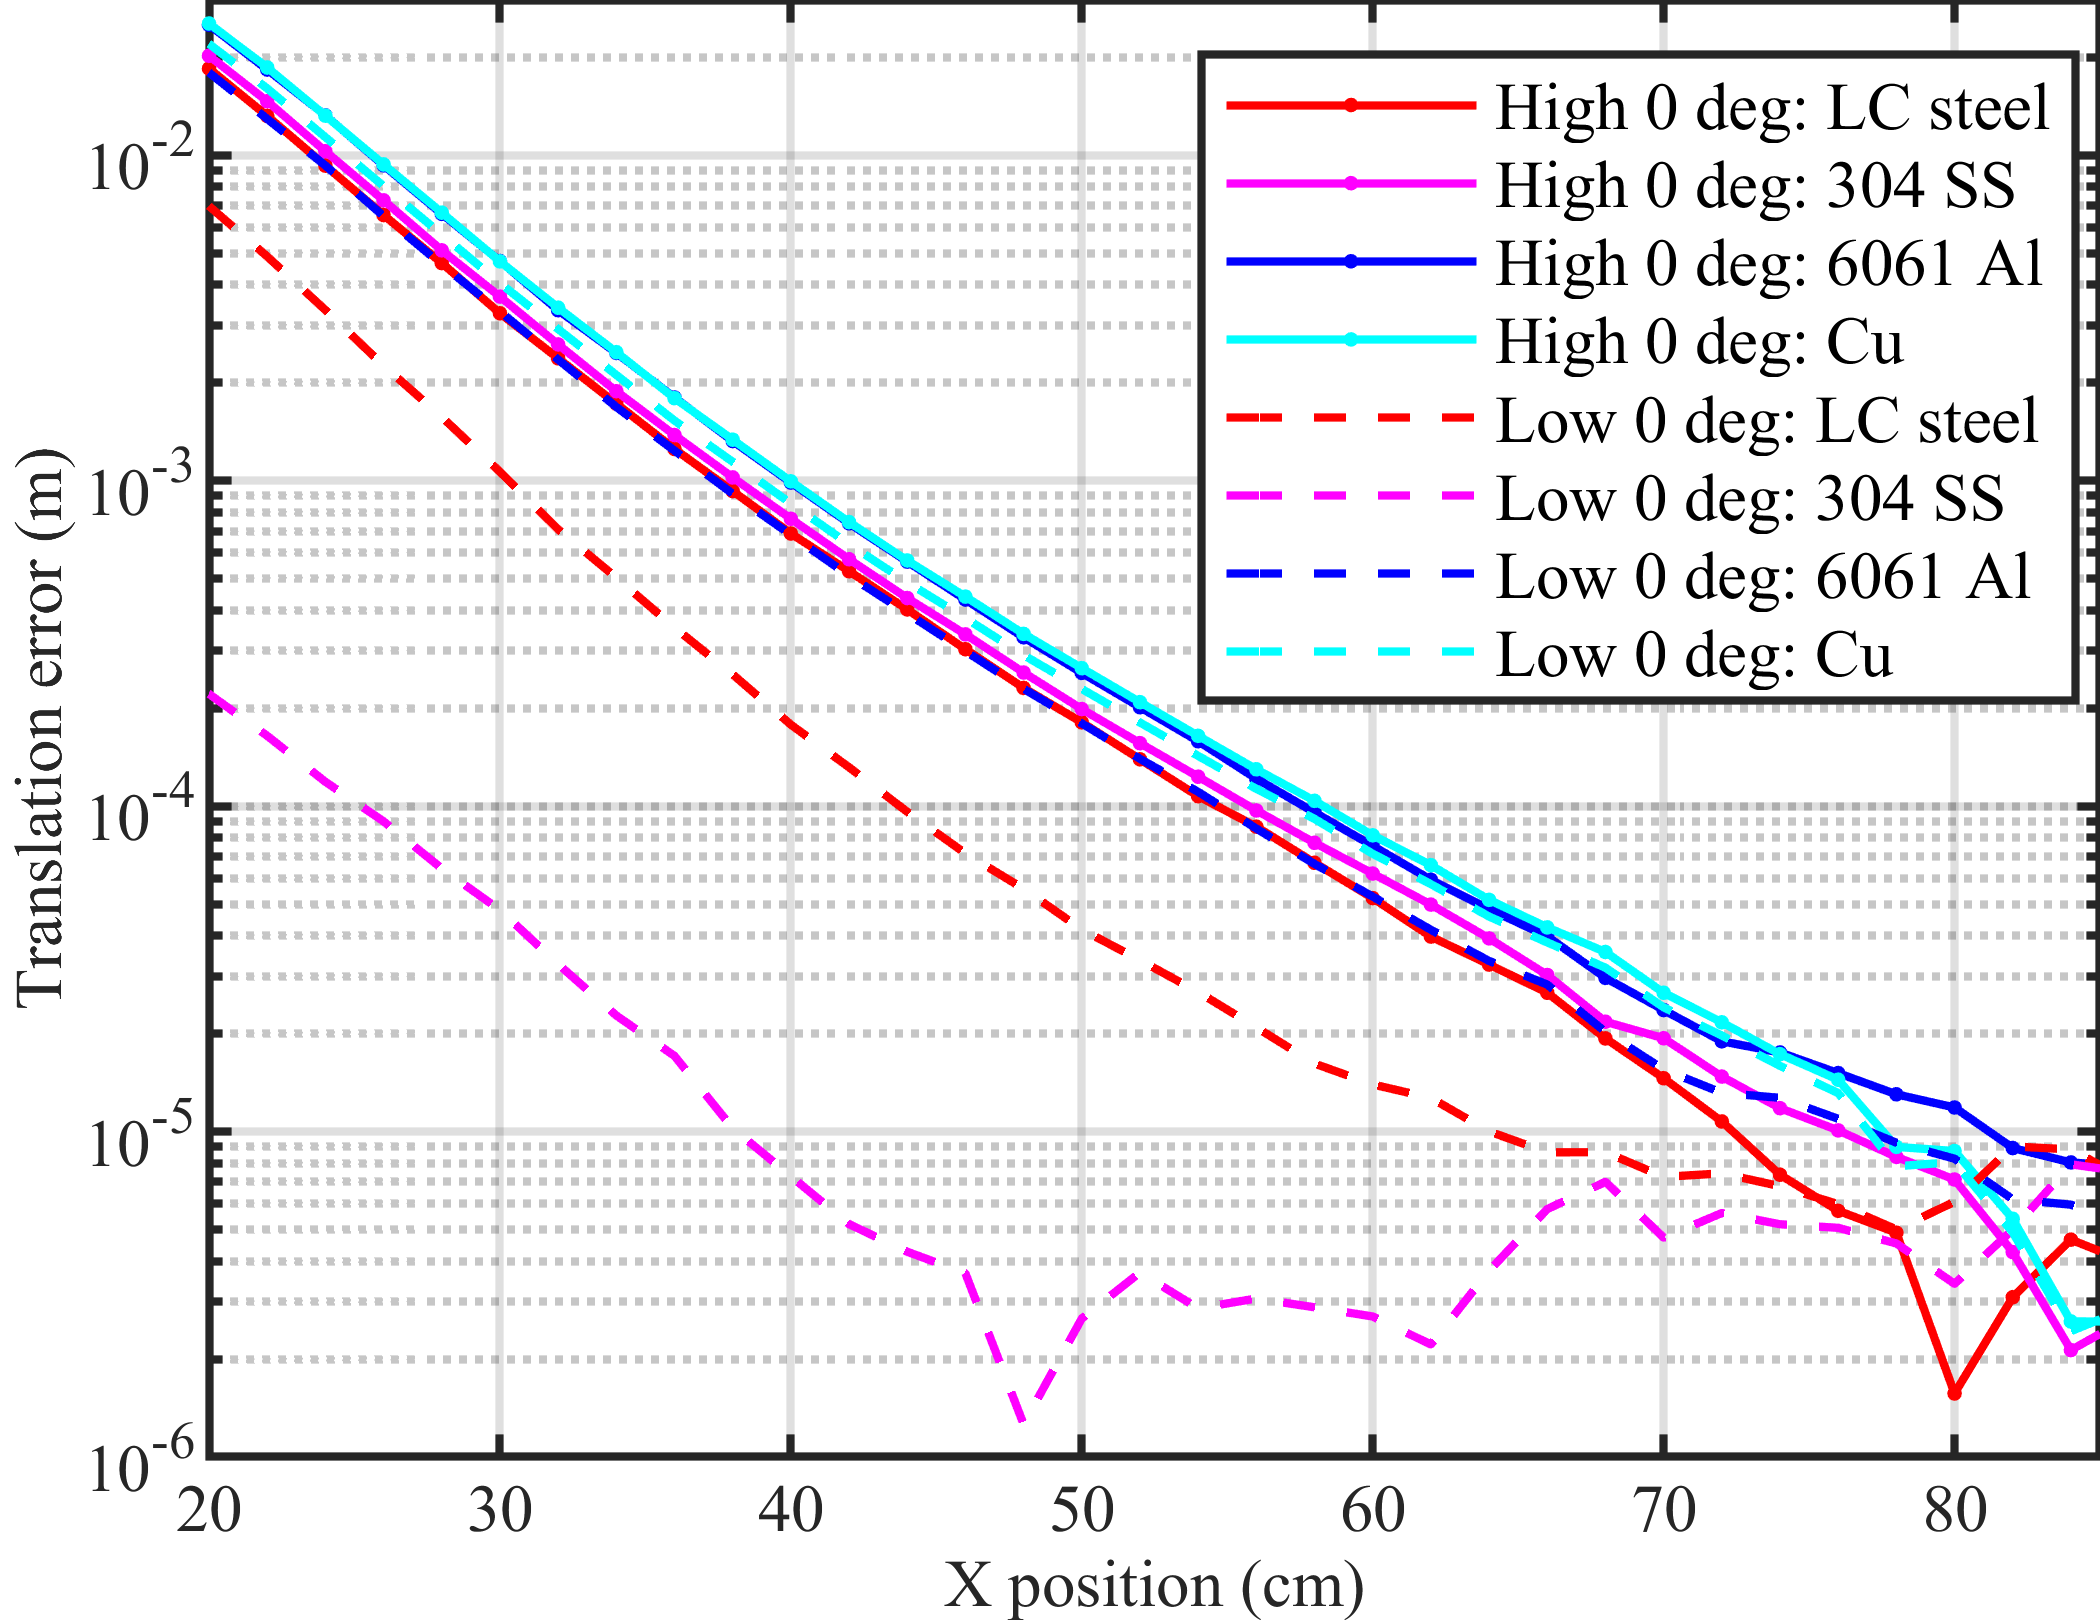 High 0 deg: LC steel
High 0 deg: 304 SS
High 0 deg: 6061 Al
High 0 deg: Cu
Low 0 deg: LC steel
Low 0 deg: 304 SS
Low 0 deg: 6061 Al
Low 0 deg: Cu
Translation error (m)
10^-2
10^-3
10^-4
10^-5
10^-6
20 30 40 50 60 70 80
X position (cm)